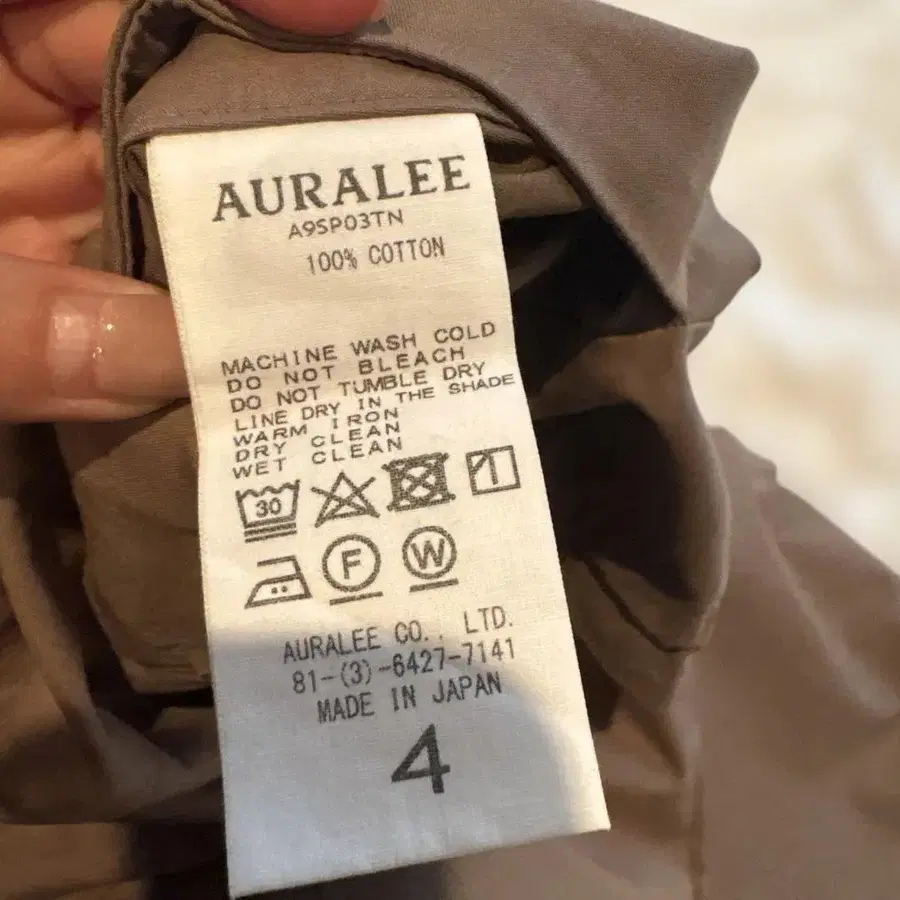 AURALEE
A9SP03TN
100% COTTON
MACHINE WASH COLD
DO NOT BLEACH
DO NOT TUMBLE DRY
LINE DRY IN THE SHADE
WARM IRON
DRY CLEAN
WET CLEAN
30
F W
AURALEE CO., LTD.
81-(3)-6427-7141
MADE IN JAPAN
4